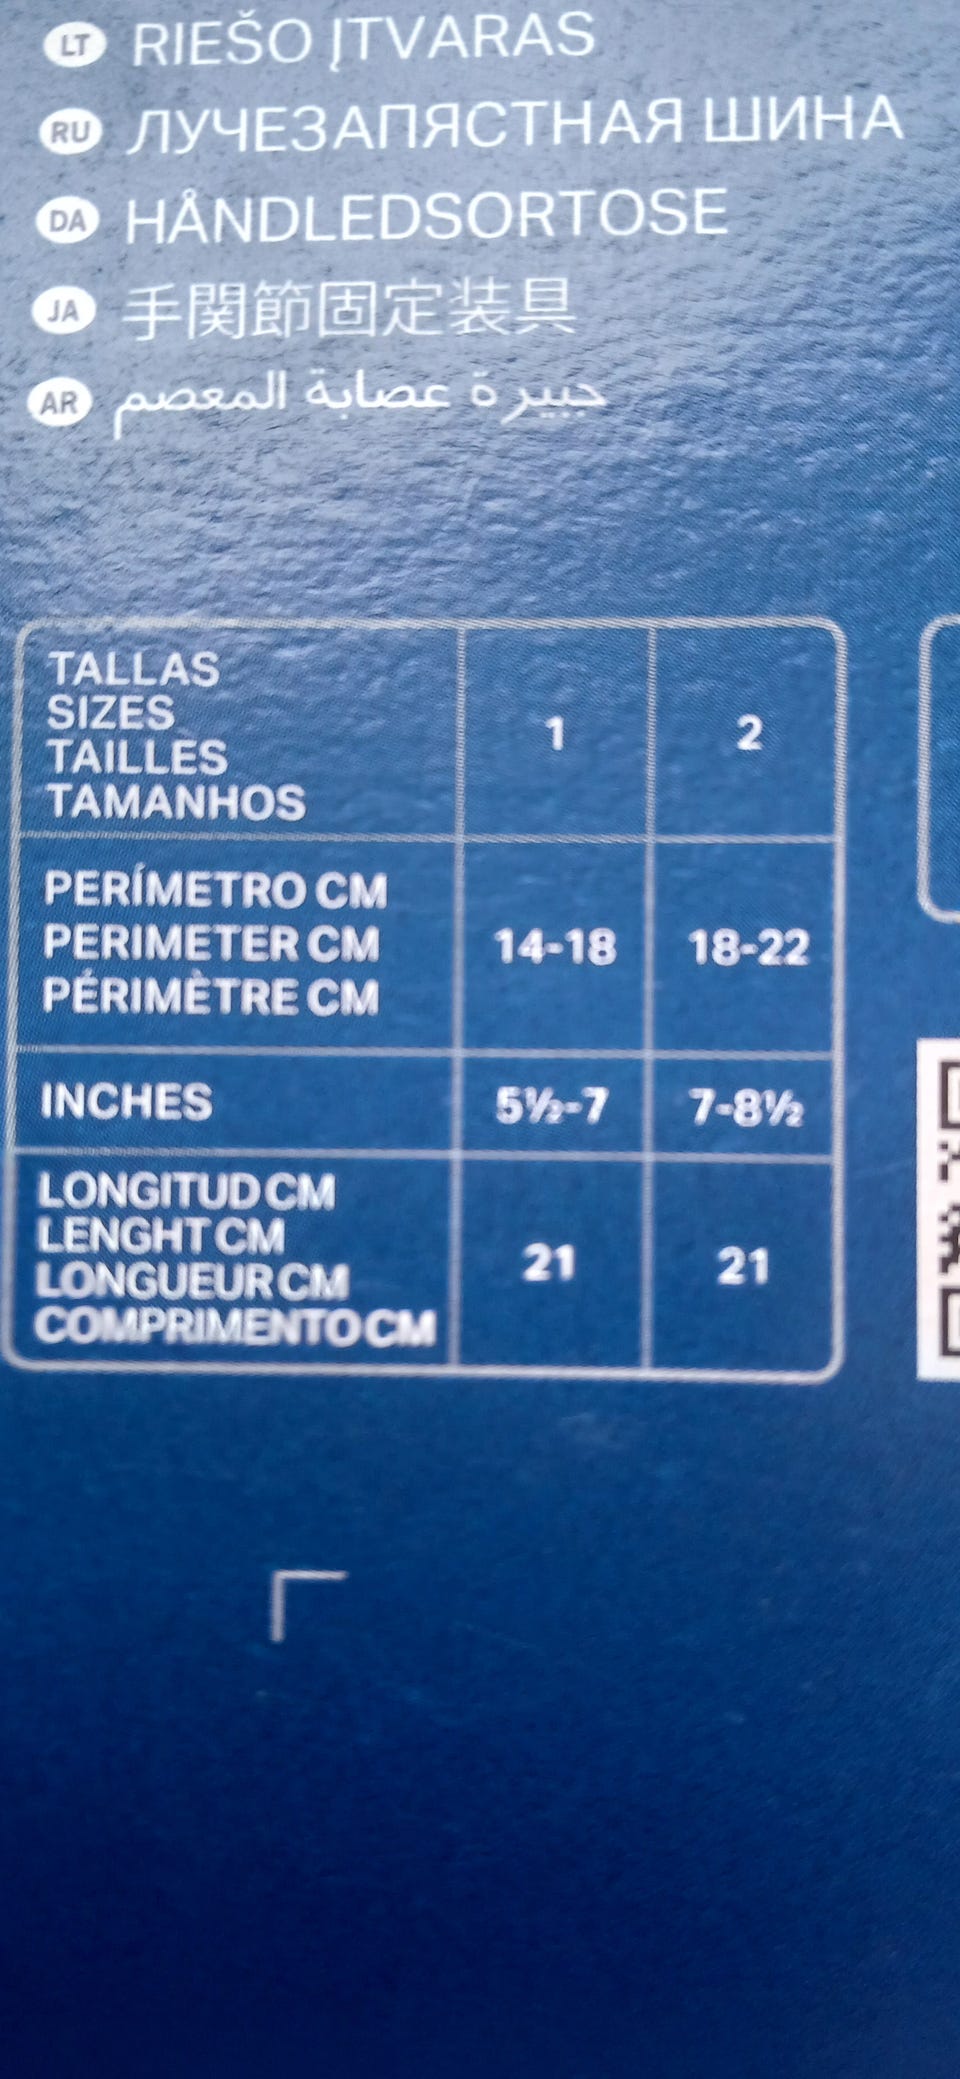 LT RIEŠO ĮTVARAS
RU ЛУЧЕЗАПЯСТНАЯ ШИНА
DA HÅNDLEDSORTOSE
JA 手関節固定装具
AR جبيرة عصابة المعصم
TALLAS
SIZES
TAILLES
TAMANHOS
1 2
PERÍMETRO CM
PERIMETER CM
PÉRIMÈTRE CM
14-18 18-22
INCHES 5½-7 7-8½
LONGITUD CM
LENGHT CM
LONGUEUR CM
COMPRIMENTO CM
21 21